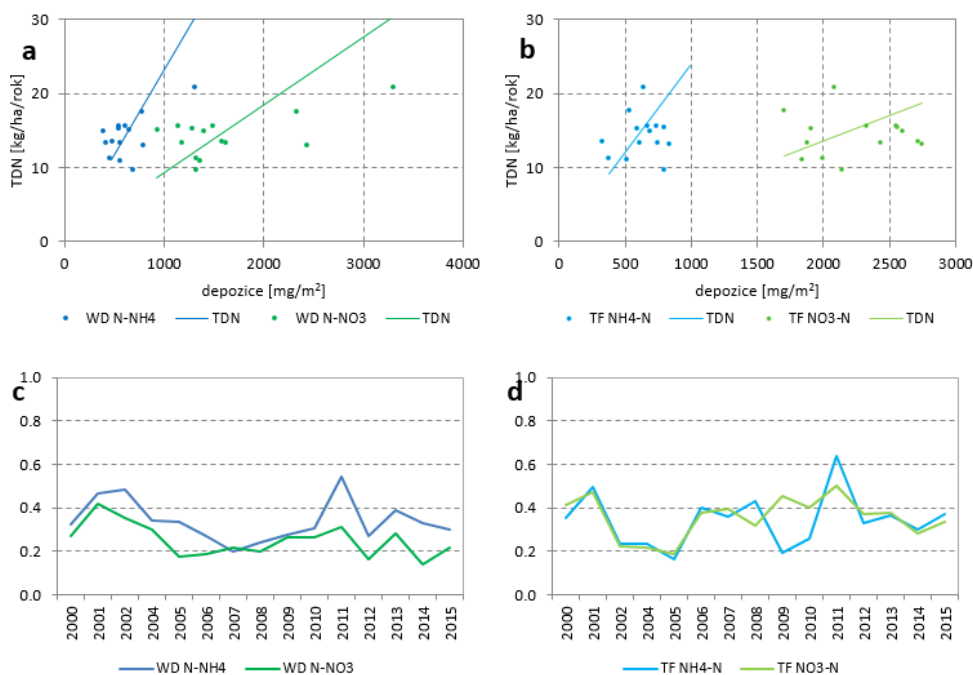 a
TDN [kg/ha/rok]
30
20
10
0
0 1000 2000 3000 4000
depozice [mg/m²]
WD N-NH4 TDN WD N-NO3 TDN
b
TDN [kg/ha/rok]
30
20
10
0
0 500 1000 1500 2000 2500 3000
depozice [mg/m²]
TF NH4-N TDN TF NO3-N TDN
c
1.0
0.8
0.6
0.4
0.2
0.0
2000 2001 2002 2004 2005 2006 2007 2008 2009 2010 2011 2012 2013 2014 2015
WD N-NH4 WD N-NO3
d
1.0
0.8
0.6
0.4
0.2
0.0
2000 2001 2002 2004 2005 2006 2007 2008 2009 2010 2011 2012 2013 2014 2015
TF NH4-N TF NO3-N